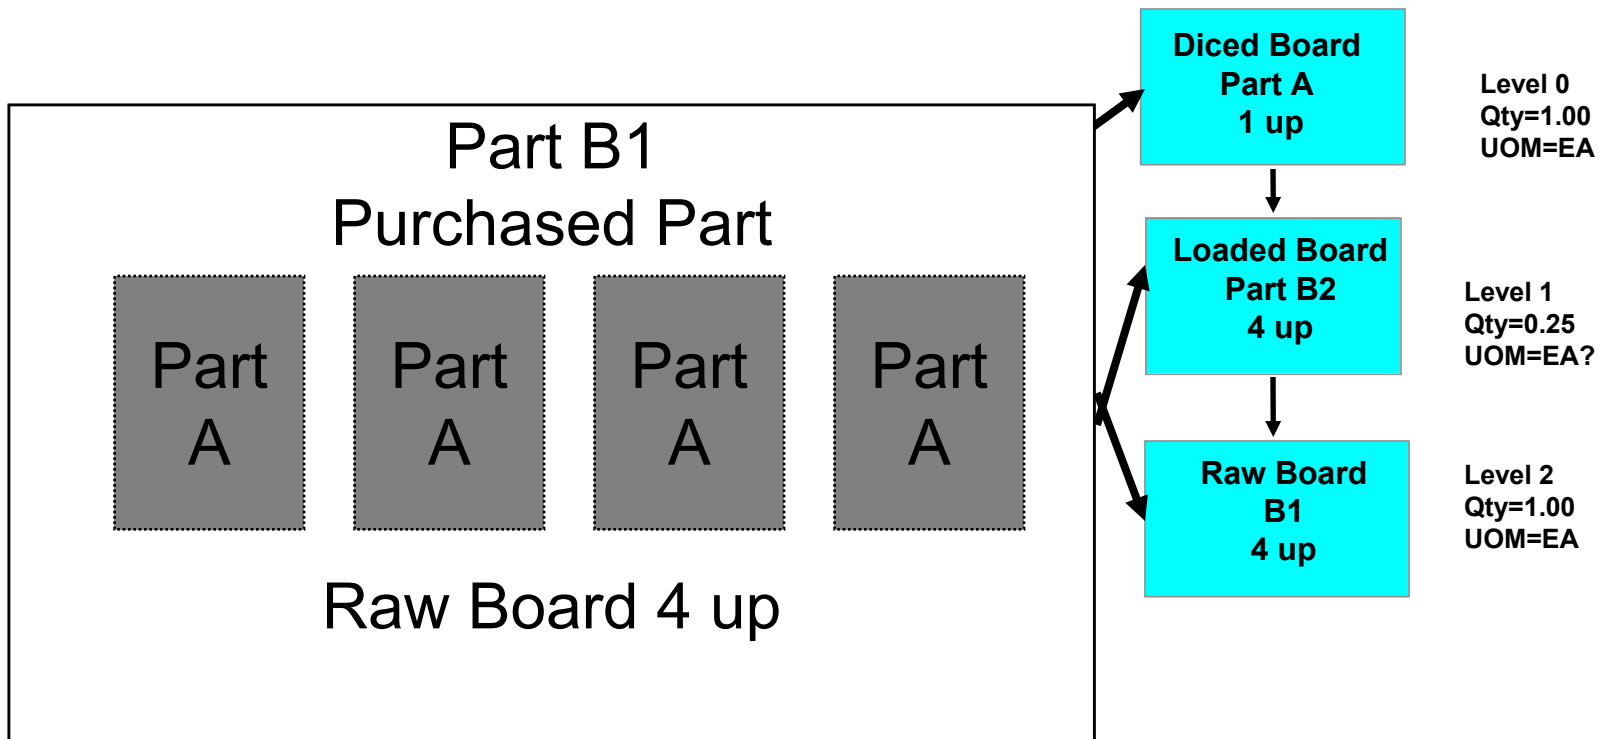 Part B1
Purchased Part
Part
A
Part
A
Part
A
Part
A
Raw Board 4 up
Diced Board
Part A
1 up
Level 0
Qty=1.00
UOM=EA
Loaded Board
Part B2
4 up
Level 1
Qty=0.25
UOM=EA?
Raw Board
B1
4 up
Level 2
Qty=1.00
UOM=EA